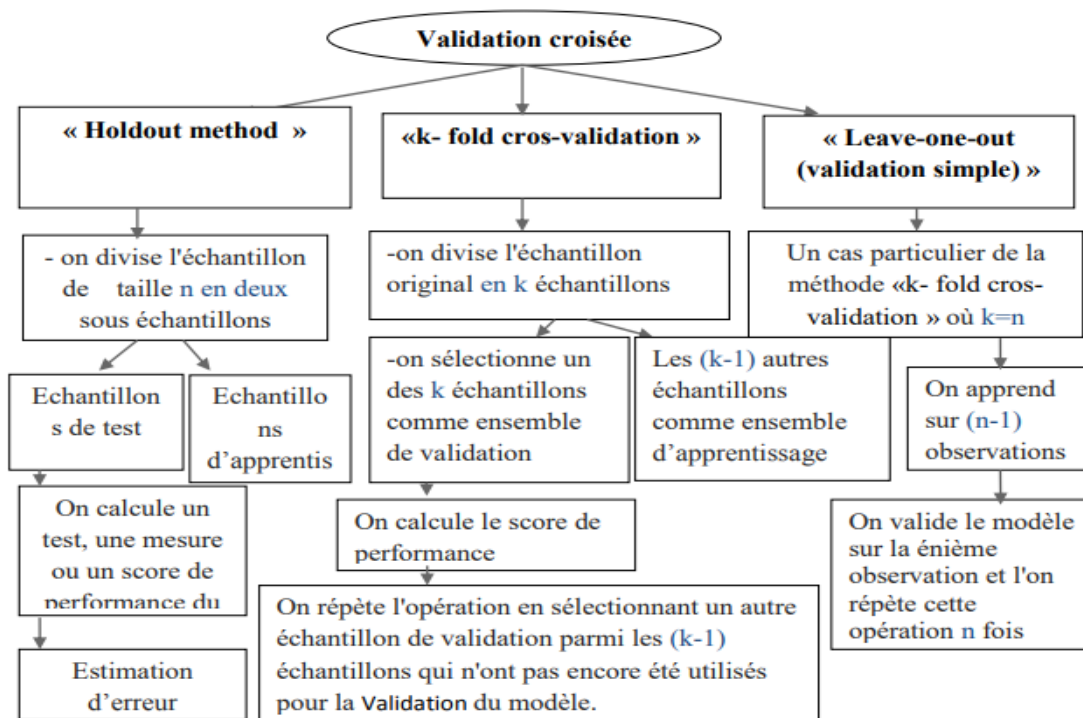 Validation croisée
« Holdout method »
«k- fold cros-validation »
« Leave-one-out
(validation simple) »
- on divise l'échantillon
de taille n en deux
sous échantillons
-on divise l'échantillon
original en k échantillons
Un cas particulier de la
méthode «k- fold cros-
validation » où k=n
Echantillon
s de test
Echantillo
ns
d'apprentis
-on sélectionne un
des k échantillons
comme ensemble
de validation
Les (k-1) autres
échantillons
comme ensemble
d'apprentissage
On apprend
sur (n-1)
observations
On calcule un
test, une mesure
ou un score de
performance du
On calcule le score de
performance
On valide le modèle
sur la énième
observation et l'on
répète cette
opération n fois
Estimation
d'erreur
On répète l'opération en sélectionnant un autre
échantillon de validation parmi les (k-1)
échantillons qui n'ont pas encore été utilisés
pour la Validation du modèle.